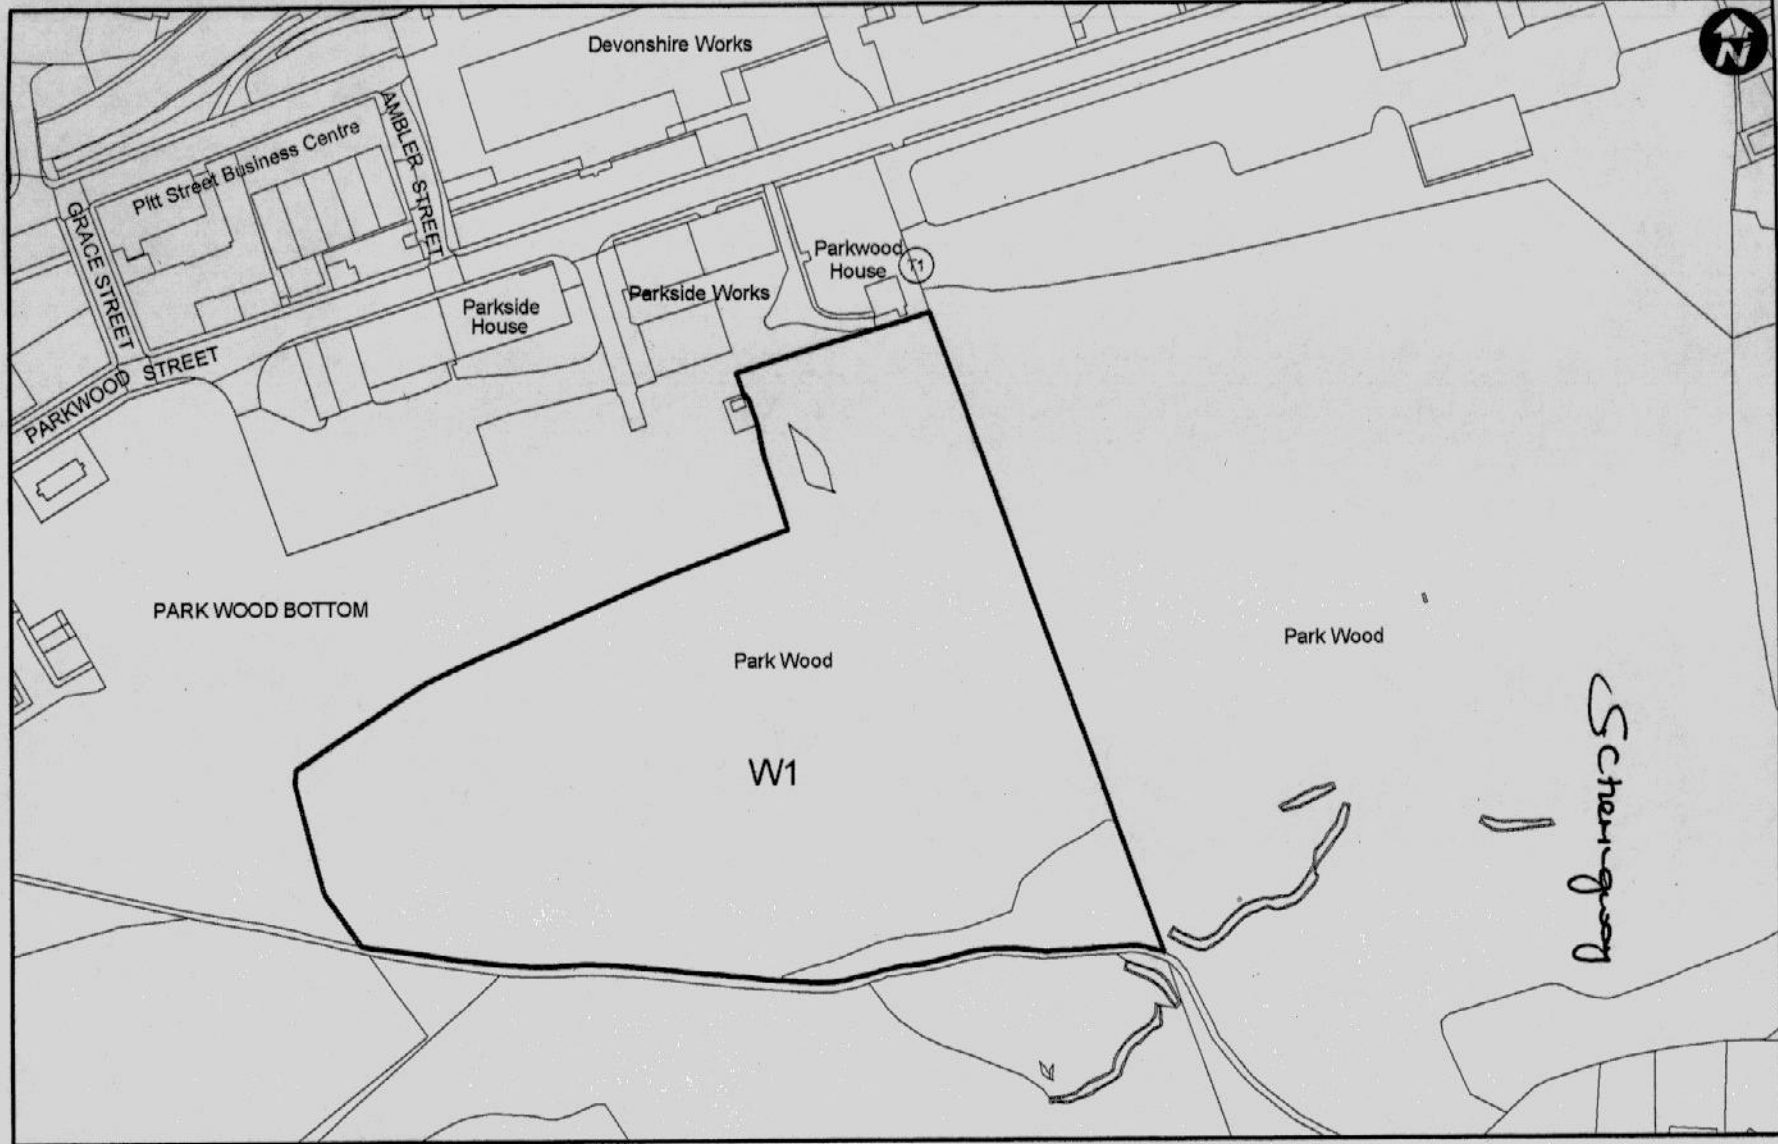 Devonshire Works
N
AMBLER STREET
Pitt Street Business Centre
GRACE STREET
Parkwood
House
T1
Parkside Works
Parkside
House
PARKWOOD STREET
PARK WOOD BOTTOM
Park Wood
Park Wood
W1